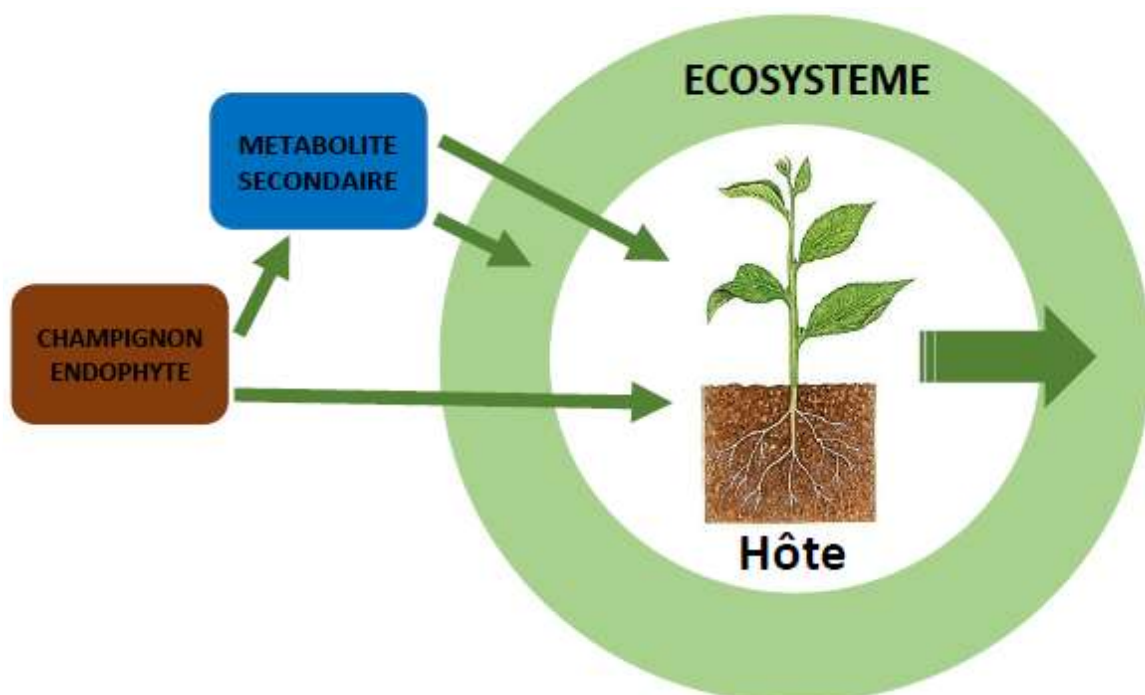 ECOSYSTEME
METABOLITE
SECONDAIRE
CHAMPIGNON
ENDOPHYTE
Hôte